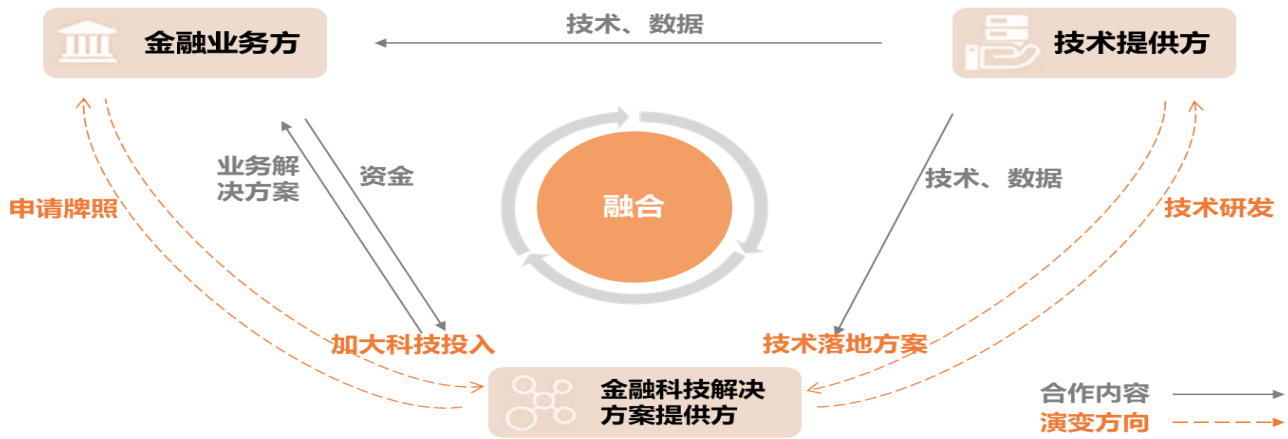 金融业务方
技术、数据
技术提供方
业务解
决方案
资金
融合
技术、数据
申请牌照
技术研发
加大科技投入
技术落地方案
金融科技解决
方案提供方
合作内容
演变方向